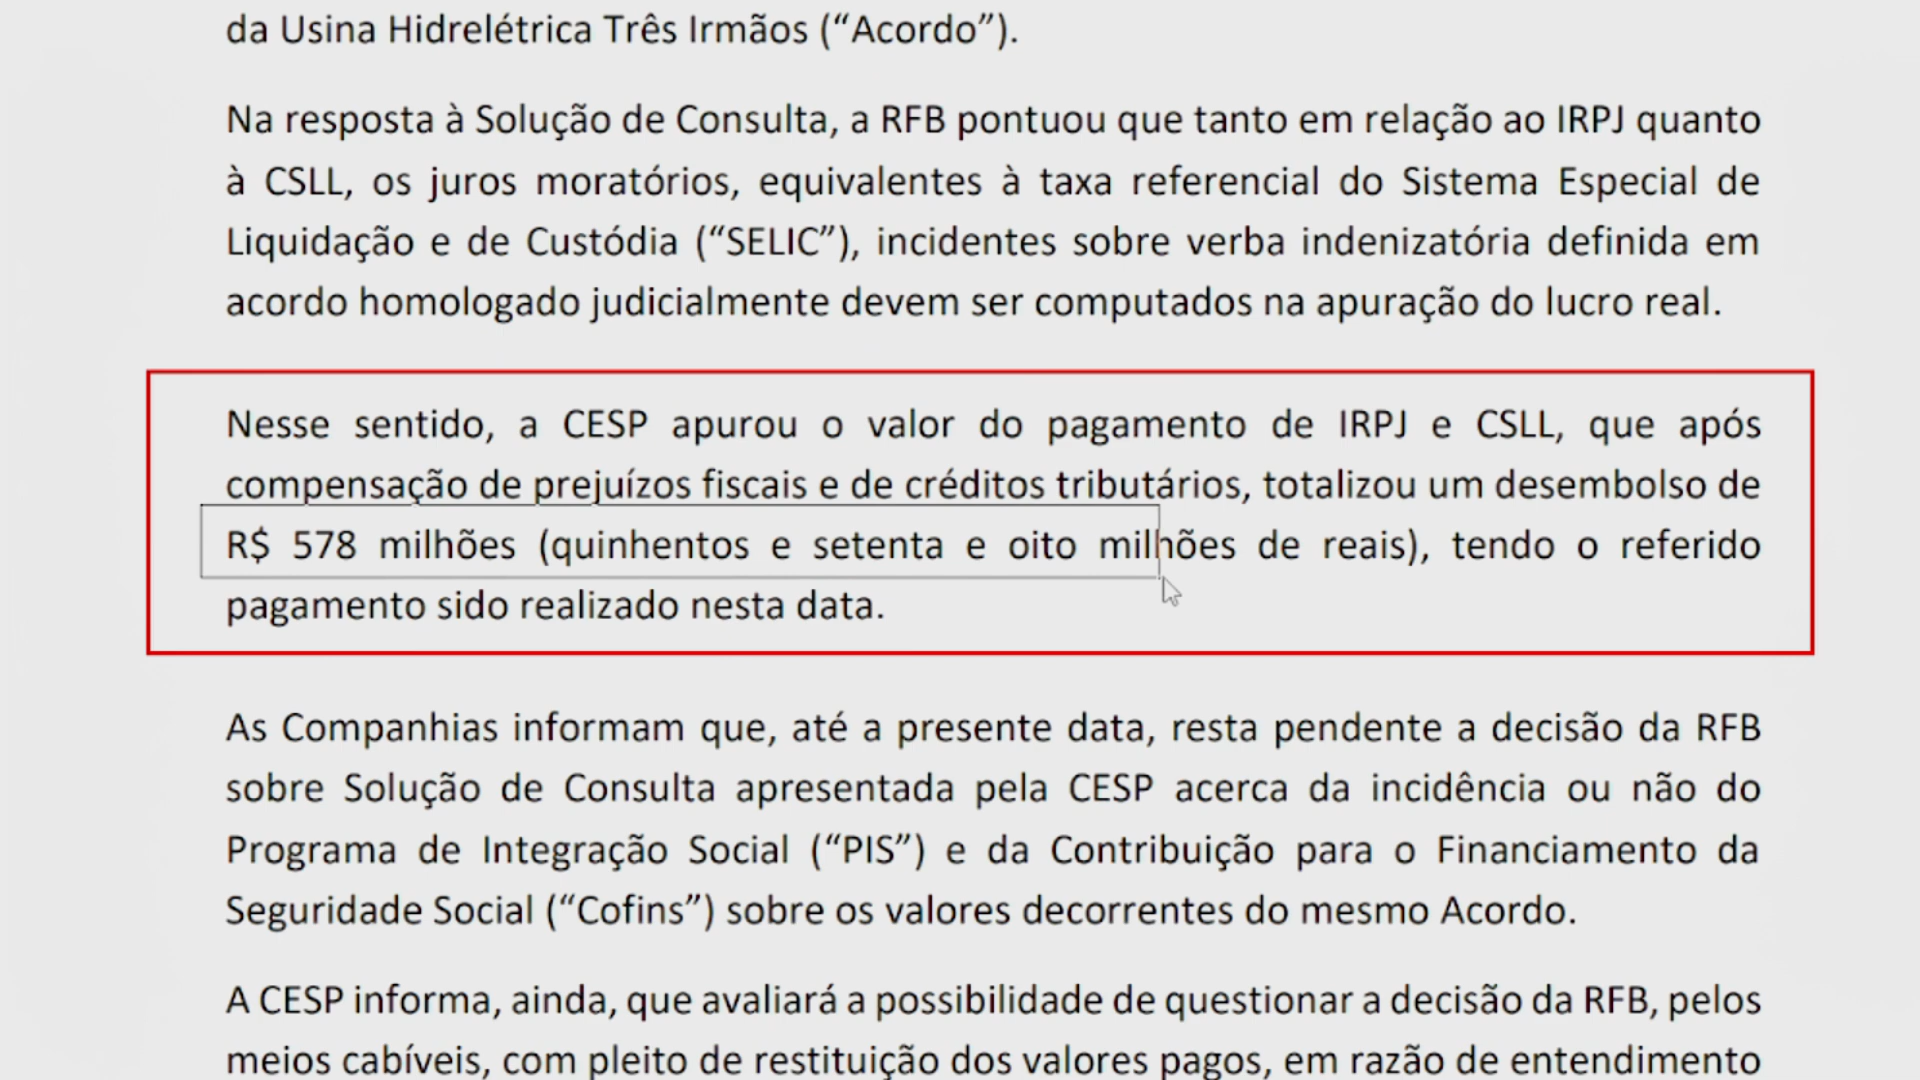 da Usina Hidrelétrica Três Irmãos (“Acordo”).
Na resposta à Solução de Consulta, a RFB pontuou que tanto em relação ao IRPJ quanto
à CSLL, os juros moratórios, equivalentes à taxa referencial do Sistema Especial de
Liquidação e de Custódia (“SELIC”), incidentes sobre verba indenizatória definida em
acordo homologado judicialmente devem ser computados na apuração do lucro real.
Nesse sentido, a CESP apurou o valor do pagamento de IRPJ e CSLL, que após
compensação de prejuízos fiscais e de créditos tributários, totalizou um desembolso de
R$ 578 milhões (quinhentos e setenta e oito milhões de reais), tendo o referido
pagamento sido realizado nesta data.
As Companhias informam que, até a presente data, resta pendente a decisão da RFB
sobre Solução de Consulta apresentada pela CESP acerca da incidência ou não do
Programa de Integração Social (“PIS”) e da Contribuição para o Financiamento da
Seguridade Social (“Cofins”) sobre os valores decorrentes do mesmo Acordo.
A CESP informa, ainda, que avaliará a possibilidade de questionar a decisão da RFB, pelos
meios cabíveis, com pleito de restituição dos valores pagos, em razão de entendimento